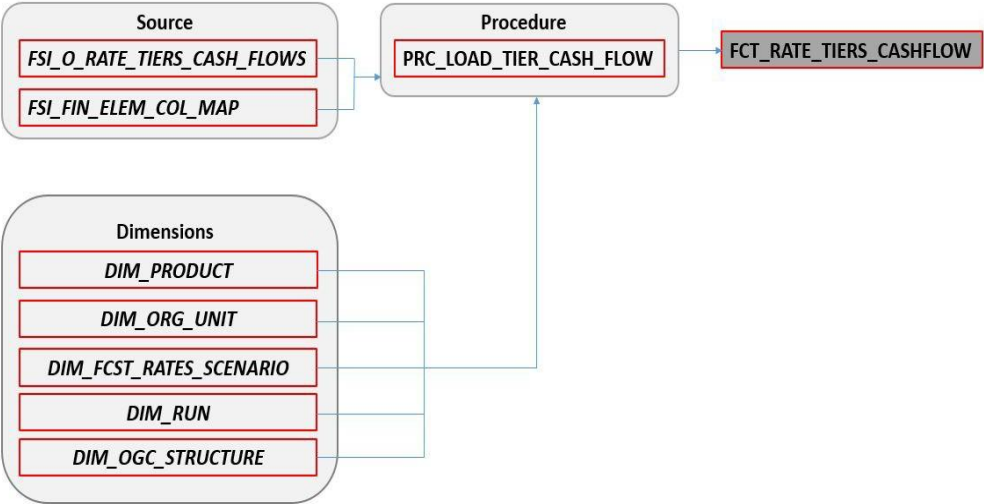 Source
FSI_O_RATE_TIERS_CASH_FLOWS
FSI_FIN_ELEM_COL_MAP
Procedure
PRC_LOAD_TIER_CASH_FLOW
FCT_RATE_TIERS_CASHFLOW
Dimensions
DIM_PRODUCT
DIM_ORG_UNIT
DIM_FCST_RATES_SCENARIO
DIM_RUN
DIM_OGC_STRUCTURE